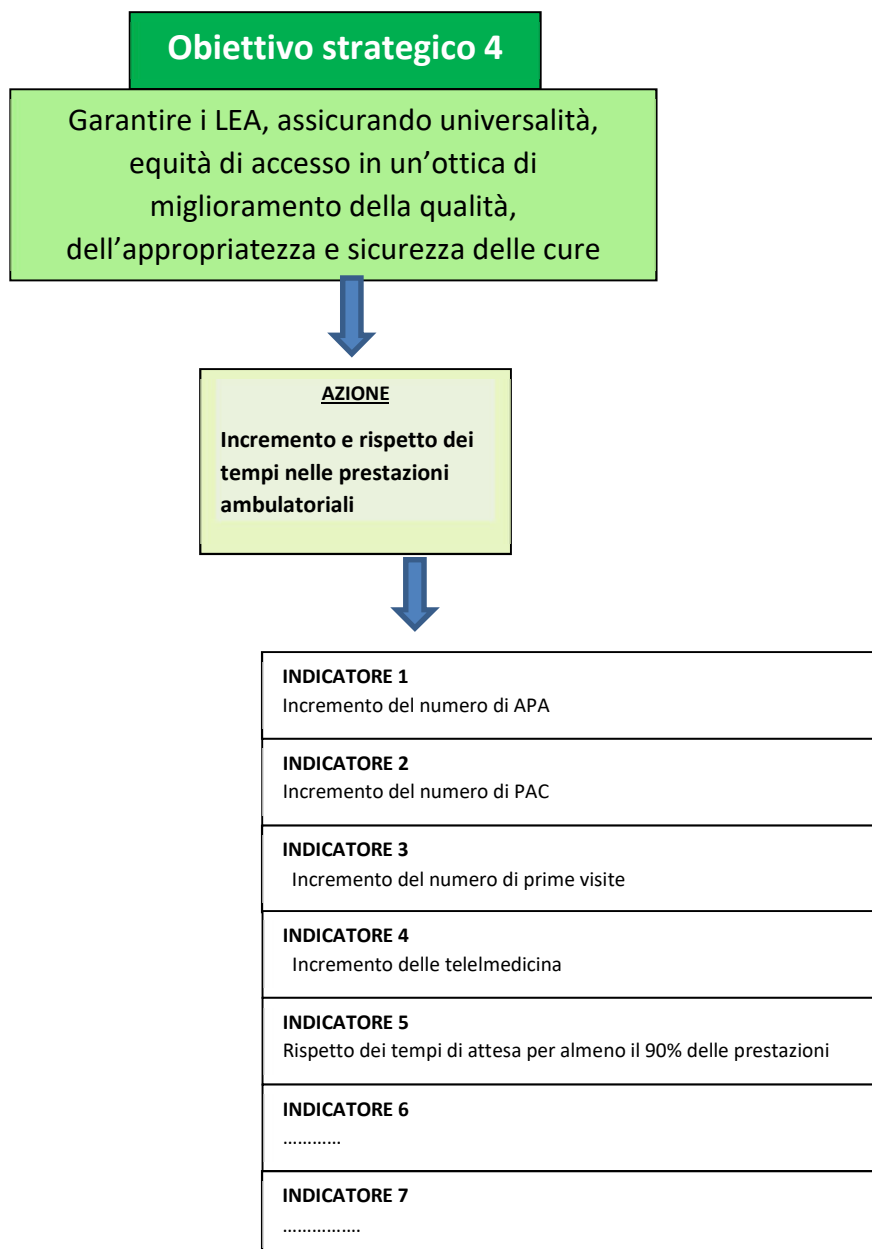 Obiettivo strategico 4
Garantire i LEA, assicurando universalità,
equità di accesso in un’ottica di
miglioramento della qualità,
dell’appropriatezza e sicurezza delle cure
AZIONE
Incremento e rispetto dei
tempi nelle prestazioni
ambulatoriali
INDICATORE 1
Incremento del numero di APA
INDICATORE 2
Incremento del numero di PAC
INDICATORE 3
Incremento del numero di prime visite
INDICATORE 4
Incremento delle telelmedicina
INDICATORE 5
Rispetto dei tempi di attesa per almeno il 90% delle prestazioni
INDICATORE 6
…………
INDICATORE 7
…………….